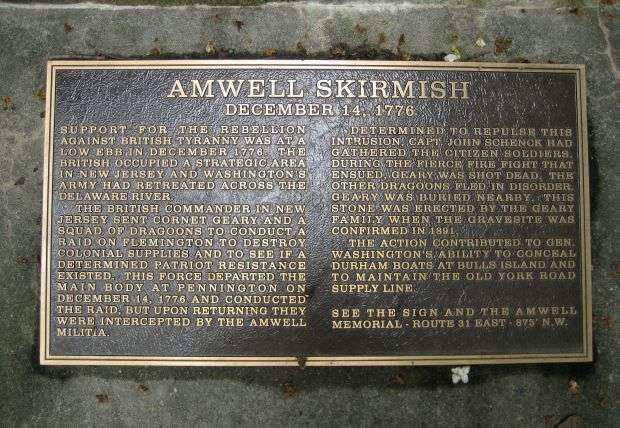 AMWELL SKIRMISH
DECEMBER 14, 1776
SUPPORT FOR THE REBELLION
AGAINST BRITISH TYRANNY WAS AT A
LOW EBB IN DECEMBER 1776. THE
BRITISH OCCUPIED A STRATEGIC AREA
IN NEW JERSEY AND WASHINGTON'S
ARMY HAD RETREATED ACROSS THE
DELAWARE RIVER.
THE BRITISH COMMANDER IN NEW
JERSEY SENT CORNET GEARY AND A
SQUAD OF DRAGOONS TO CONDUCT A
RAID ON FLEMINGTON TO DESTROY
COLONIAL SUPPLIES AND TO SEE IF A
DETERMINED PATRIOT RESISTANCE
EXISTED. THIS FORCE DEPARTED THE
MAIN BODY AT PENNINGTON ON
DECEMBER 14, 1776 AND CONDUCTED
THE RAID, BUT UPON RETURNING THEY
WERE INTERCEPTED BY THE AMWELL
MILITIA.
DETERMINED TO REPULSE THIS
INTRUSION, CAPT. JOHN SCHENCK HAD
GATHERED THE CITIZEN SOLDIERS.
DURING THE FIERCE FIRE FIGHT THAT
ENSUED, GEARY WAS SHOT DEAD. THE
OTHER DRAGOONS FLED IN DISORDER.
GEARY WAS BURIED NEARBY. THIS
STONE WAS ERECTED BY THE GEARY
FAMILY WHEN THE GRAVESITE WAS
CONFIRMED IN 1891.
THE ACTION CONTRIBUTED TO GEN.
WASHINGTON'S ABILITY TO CONCEAL
DURHAM BOATS AT BULLS ISLAND AND
TO MAINTAIN THE OLD YORK ROAD
SUPPLY LINE.
SEE THE SIGN AND THE AMWELL
MEMORIAL - ROUTE 31 EAST - 875' N.W.